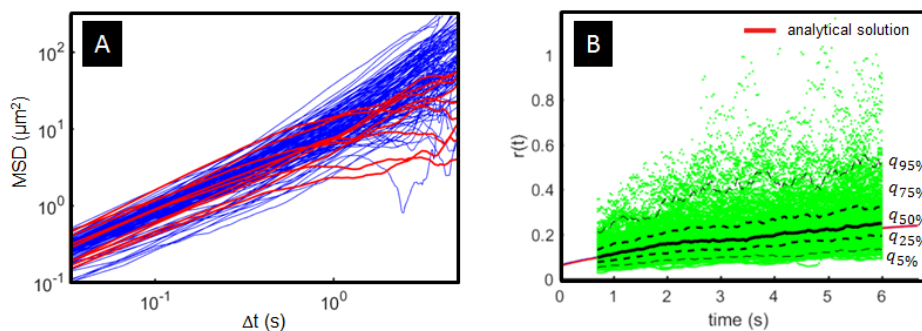 A
MSD (µm²)
10²
10¹
10⁰
10⁻¹
10⁻¹
10⁰
Δt (s)
B
analytical solution
r(t)
1
0.8
0.6
0.4
0.2
0
q95%
q75%
q50%
q25%
q5%
0 1 2 3 4 5 6
time (s)